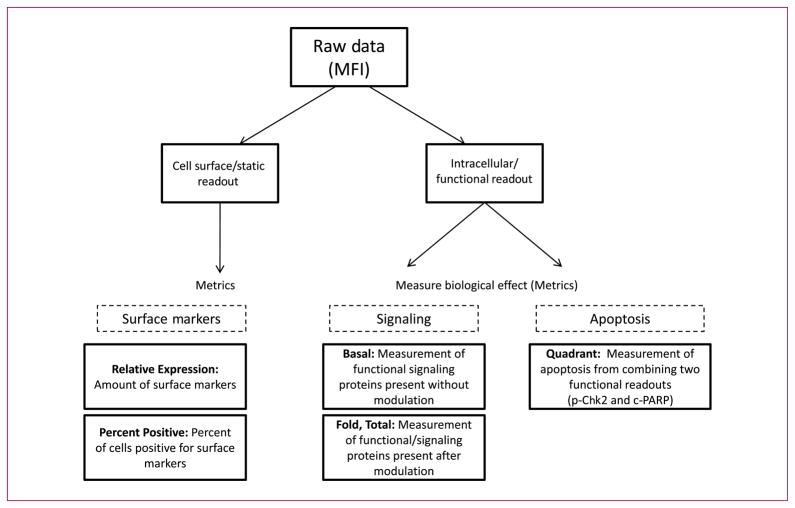 Raw data
(MFI)
Cell surface/static
readout
Intracellular/
functional readout
Metrics
Measure biological effect (Metrics)
Surface markers
Signaling
Apoptosis
Relative Expression:
Amount of surface markers
Percent Positive: Percent
of cells positive for surface
markers
Basal: Measurement of
functional signaling
proteins present without
modulation
Fold, Total: Measurement
of functional/signaling
proteins present after
modulation
Quadrant: Measurement of
apoptosis from combining two
functional readouts
(p-Chk2 and c-PARP)